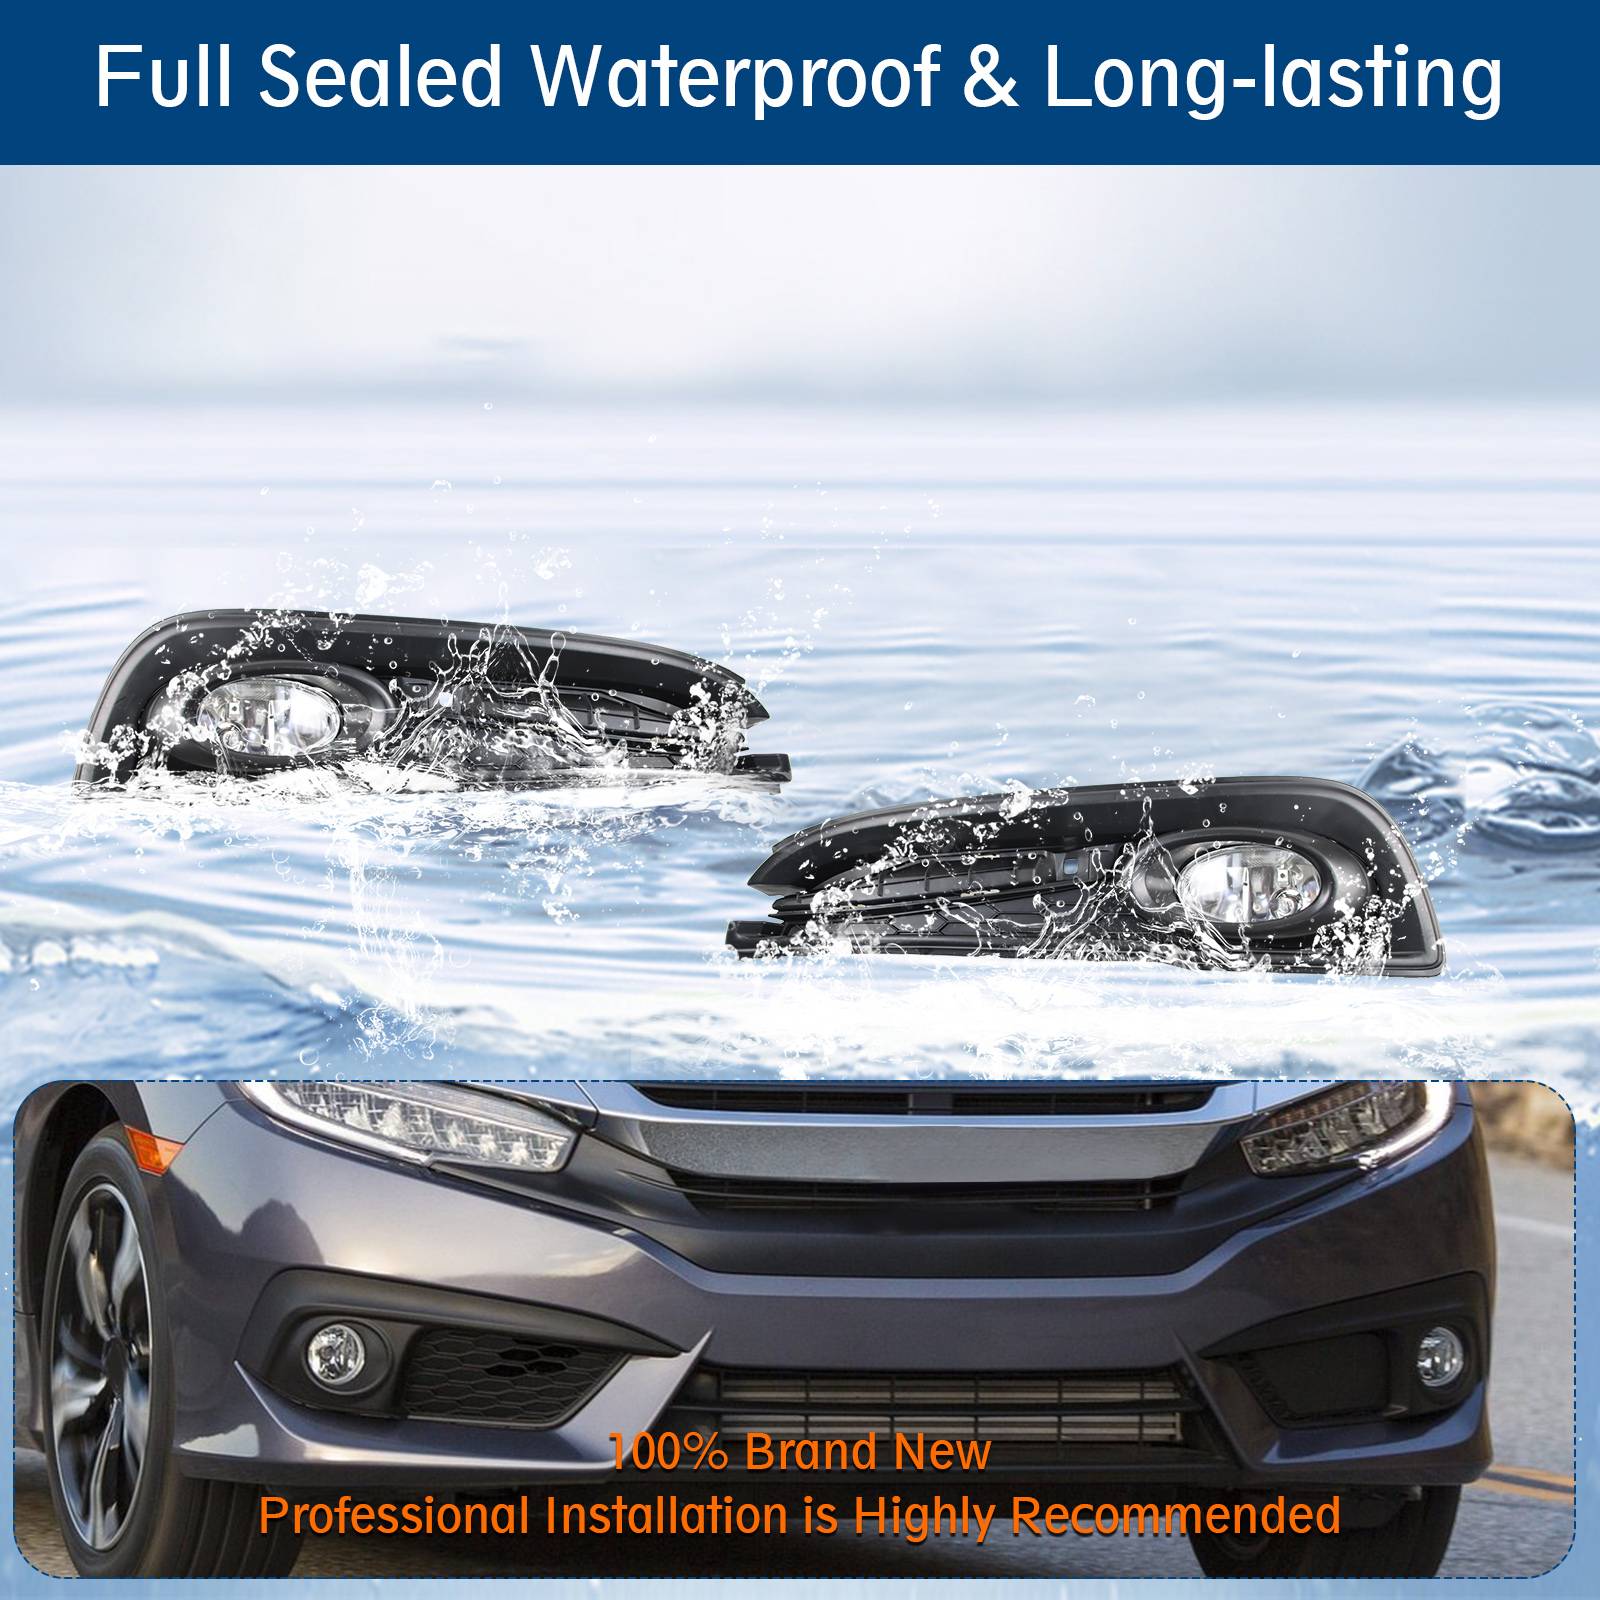 Full Sealed Waterproof & Long-lasting
100% Brand New
Professional Installation is Highly Recommended